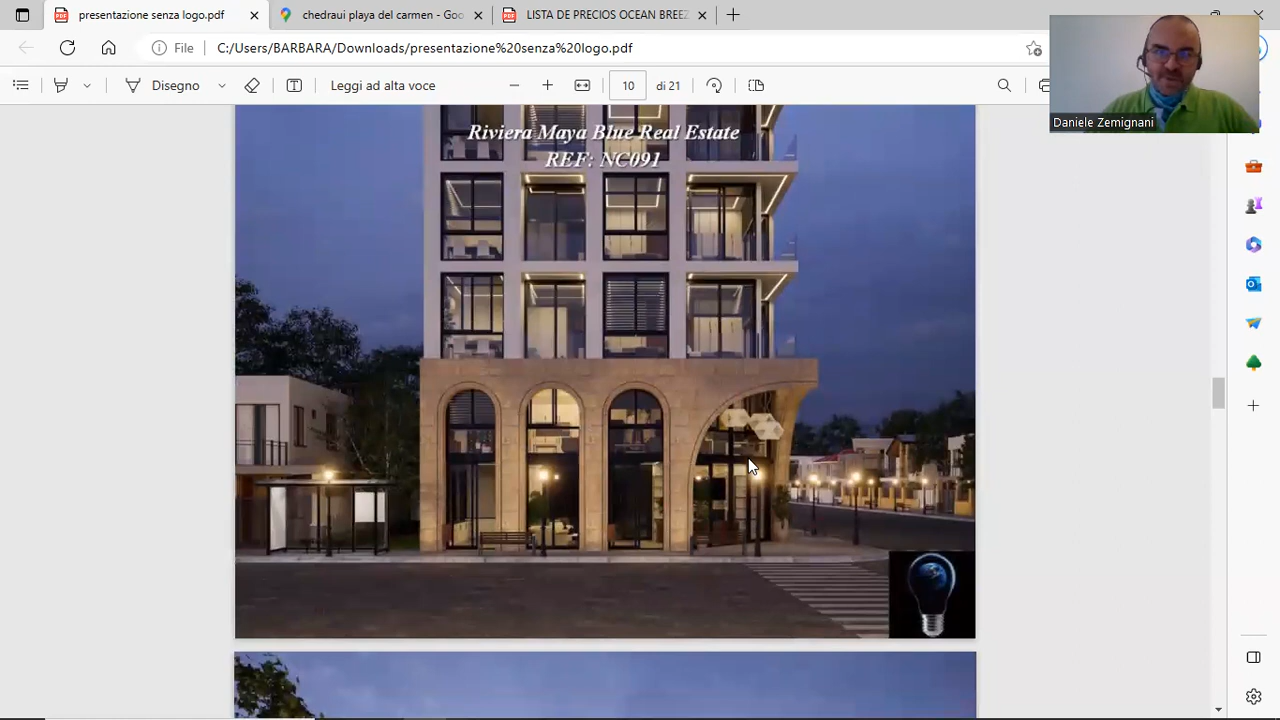 presentazione senza logo.pdf
chedraui playa del carmen - Goo
LISTA DE PRECIOS OCEAN BREEZ
File
C:/Users/BARBARA/Downloads/presentazione%20senza%20logo.pdf
Disegno
Leggi ad alta voce
10
di 21
Daniele Zemignani
Riviera Maya Blue Real Estate
REF: NC091